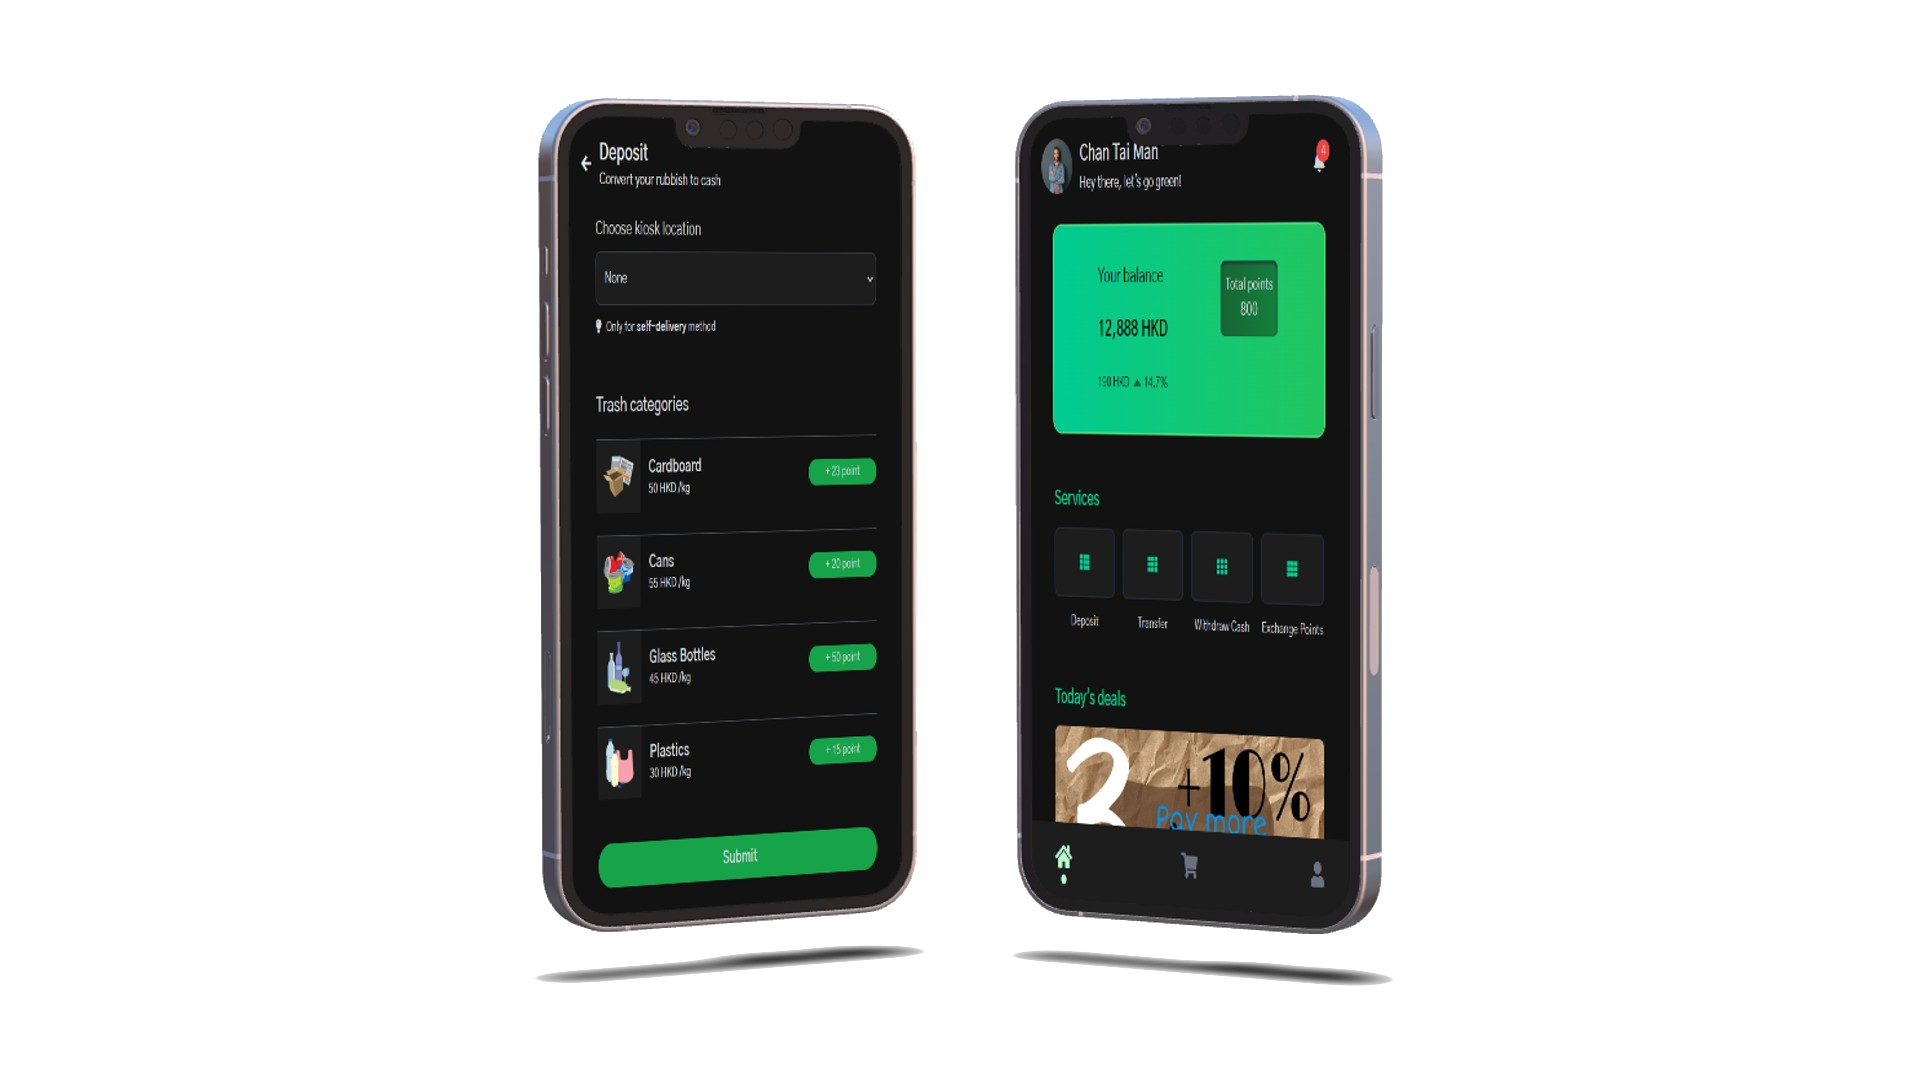 Deposit
Convert your rubbish to cash
Choose kiosk location
None
Only for self-delivery method
Trash categories
Cardboard
50 HKD /kg
+ 23 point
Cans
55 HKD /kg
+ 20 point
Glass Bottles
45 HKD /kg
+ 50 point
Plastics
30 HKD /kg
+ 15 point
Submit
Chan Tai Man
Hey there, let's go green!
4
Your balance
12,888 HKD
190 HKD ▲ 14.7%
Total points
800
Services
Deposit
Transfer
Withdraw Cash
Exchange Points
Today's deals
+10%
Pay more